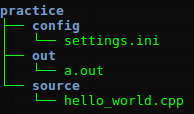 practice
├── config
│   └── settings.ini
├── out
│   └── a.out
└── source
    └── hello_world.cpp